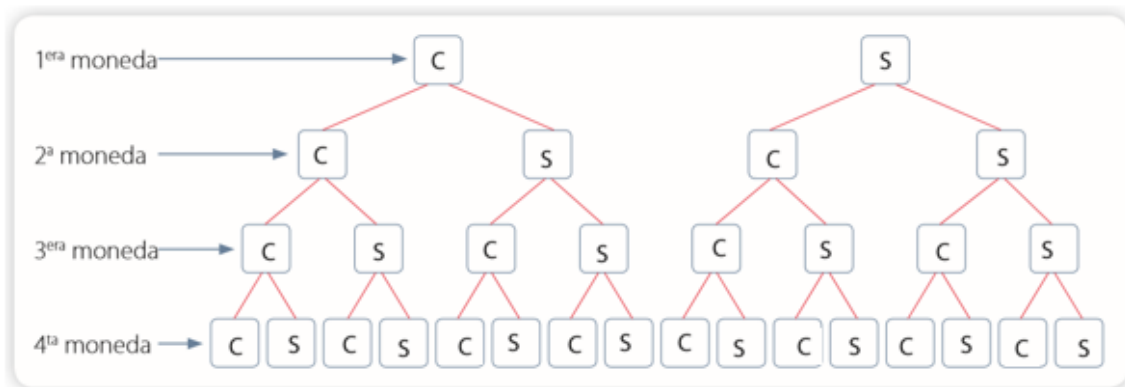 1era moneda C S
2ª moneda C S C S
3era moneda C S C S C S C S
4ta moneda C S C S C S C S C S C S C S C S